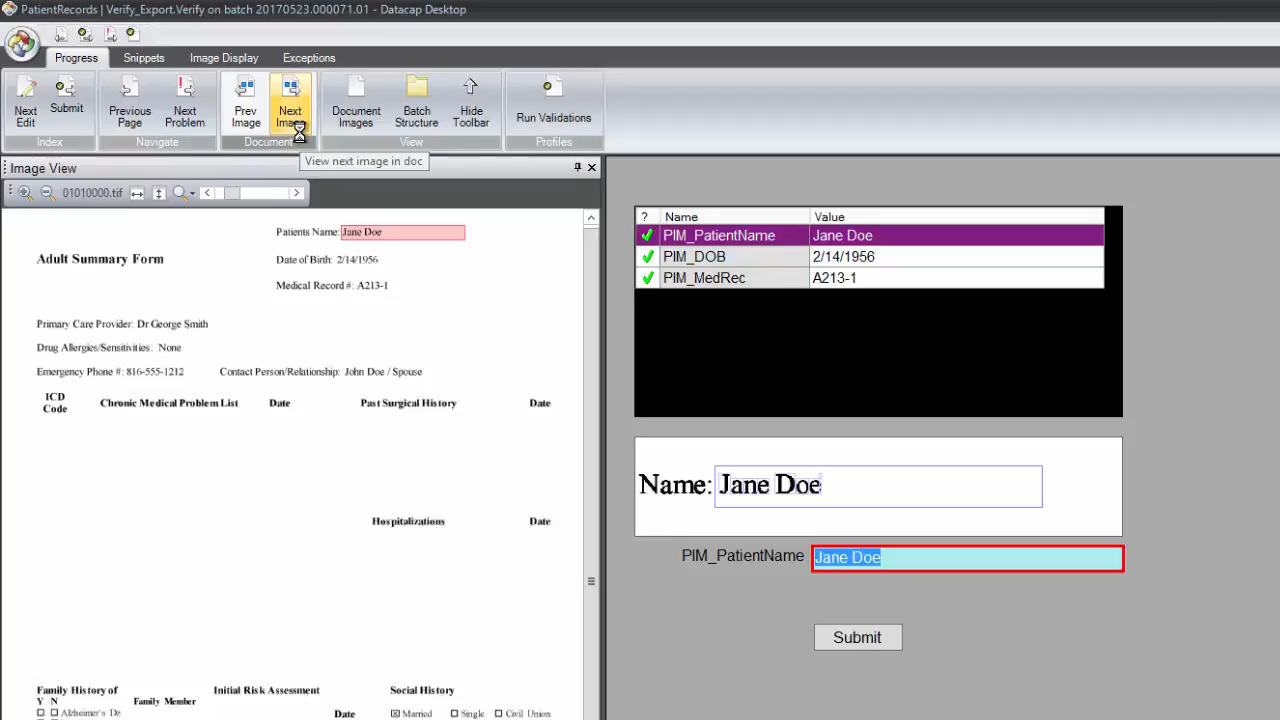 PatientRecords | Verify_Export.Verify on batch 20170523.000071.01 - Datacap Desktop
Progress Snippets Image Display Exceptions
Next Edit
Submit
Previous Page
Next Problem
Prev Image
Next Image
Document Images
Batch Structure
Hide Toolbar
Run Validations
Index Navigate Document View Profiles
View next image in doc
Image View
01010000.tif
Patients Name: Jane Doe
Adult Summary Form
Date of Birth: 2/14/1956
Medical Record #: A213-1
Primary Care Provider: Dr George Smith
Drug Allergies/Sensitivities: None
Emergency Phone #: 816-555-1212 Contact Person/Relationship: John Doe / Spouse
ICD Code
Chronic Medical Problem List Date Past Surgical History Date
Hospitalizations Date
Family History of Initial Risk Assessment Social History
Y N Family Member
Alzheimer's Dz Date Married Single Civil Union
? Name Value
PIM_PatientName Jane Doe
PIM_DOB 2/14/1956
PIM_MedRec A213-1
Name: Jane Doe
PIM_PatientName Jane Doe
Submit